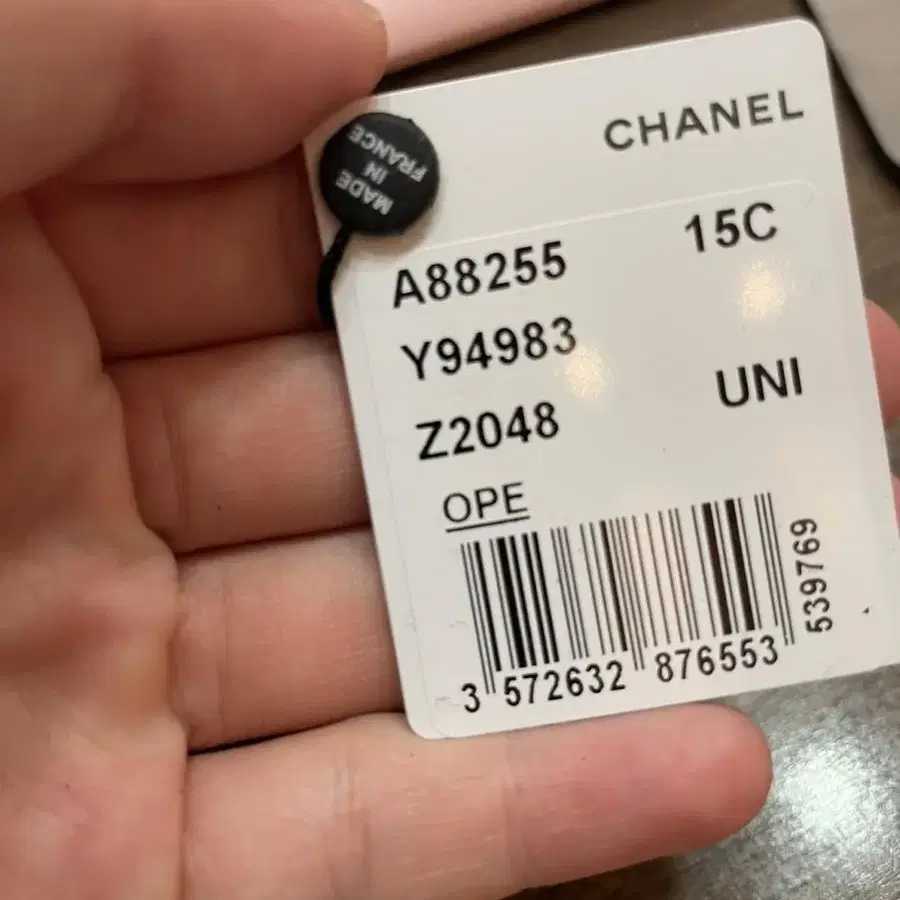 CHANEL
MADE
IN
FRANCE
A88255 15C
Y94983
Z2048 UNI
OPE
3 572632 876553
539769